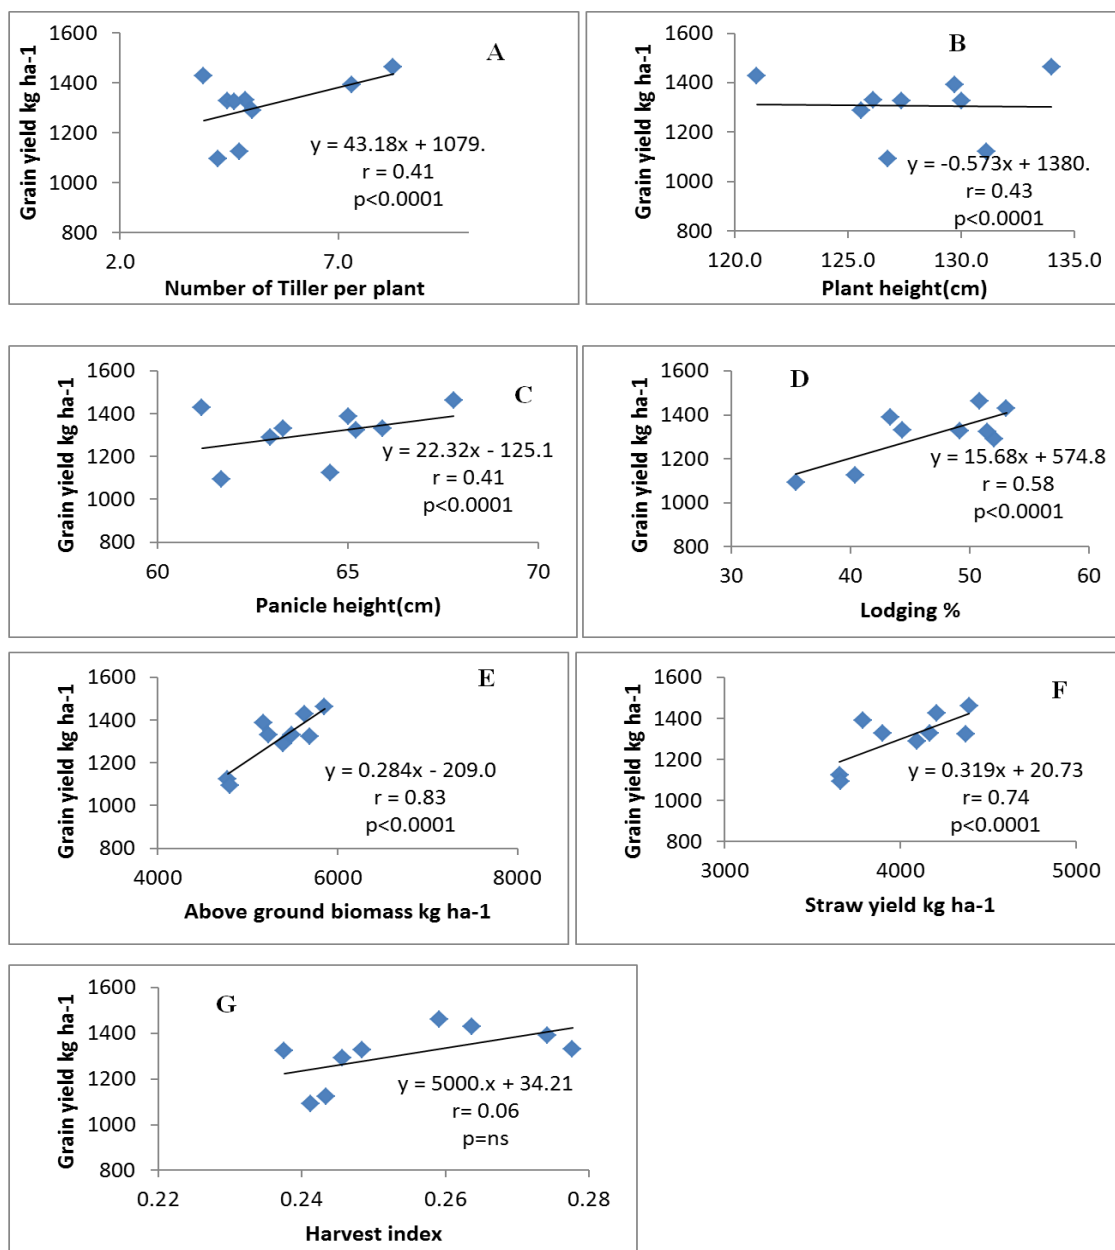 A
Grain yield kg ha-1
1600
1400
1200
1000
800
y = 43.18x + 1079.
r = 0.41
p<0.0001
2.0 7.0
Number of Tiller per plant
B
Grain yield kg ha-1
1600
1400
1200
1000
800
y = -0.573x + 1380.
r= 0.43
p<0.0001
120.0 125.0 130.0 135.0
Plant height(cm)
C
Grain yield kg ha-1
1600
1400
1200
1000
800
y = 22.32x - 125.1
r = 0.41
p<0.0001
60 65 70
Panicle height(cm)
D
Grain yield kg ha-1
1600
1400
1200
1000
800
y = 15.68x + 574.8
r = 0.58
p<0.0001
30 40 50 60
Lodging %
E
Grain yield kg ha-1
1600
1400
1200
1000
800
y = 0.284x - 209.0
r = 0.83
p<0.0001
4000 6000 8000
Above ground biomass kg ha-1
F
Grain yield kg ha-1
1600
1400
1200
1000
800
y = 0.319x + 20.73
r= 0.74
p<0.0001
3000 4000 5000
Straw yield kg ha-1
G
Grain yield kg ha-1
1600
1400
1200
1000
800
y = 5000.x + 34.21
r= 0.06
p=ns
0.22 0.24 0.26 0.28
Harvest index